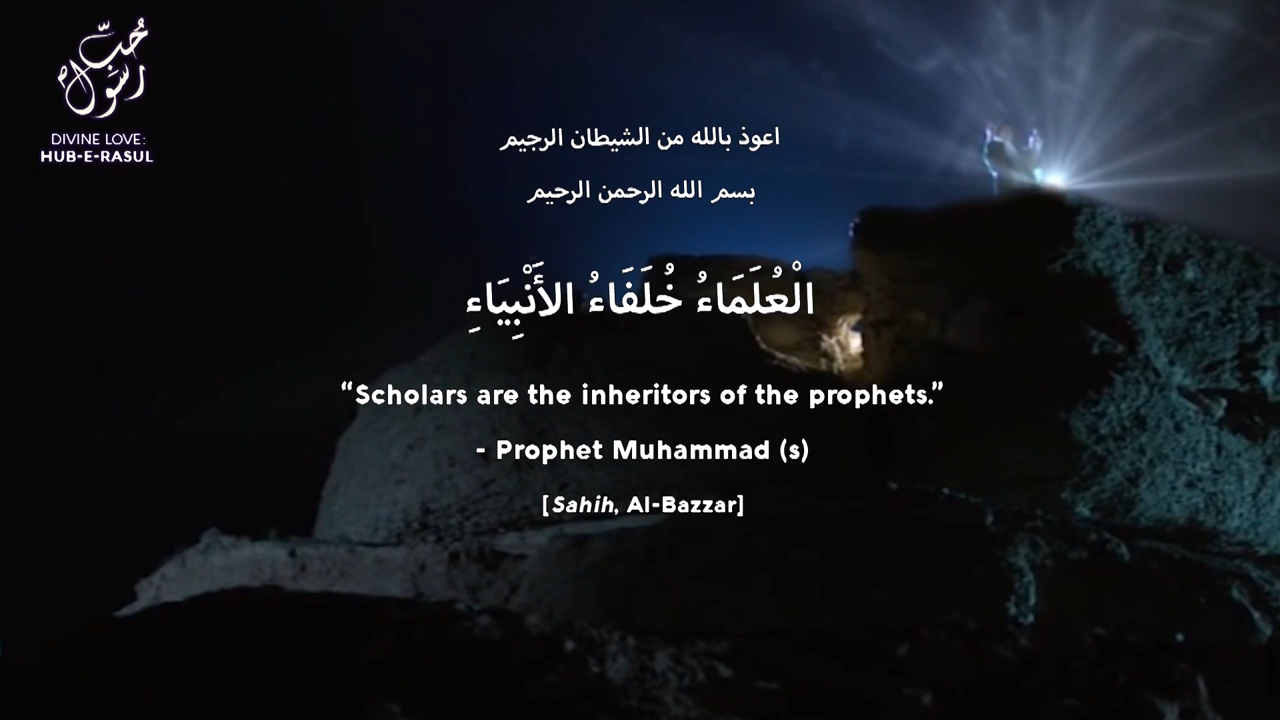 حُبّ
رَسُول
DIVINE LOVE:
HUB-E-RASUL
اعوذ بالله من الشيطان الرجيم
بسم الله الرحمن الرحيم
الْعُلَمَاءُ خُلَفَاءُ الأَنْبِيَاءِ
“Scholars are the inheritors of the prophets.”
- Prophet Muhammad (s)
[Sahih, Al-Bazzar]